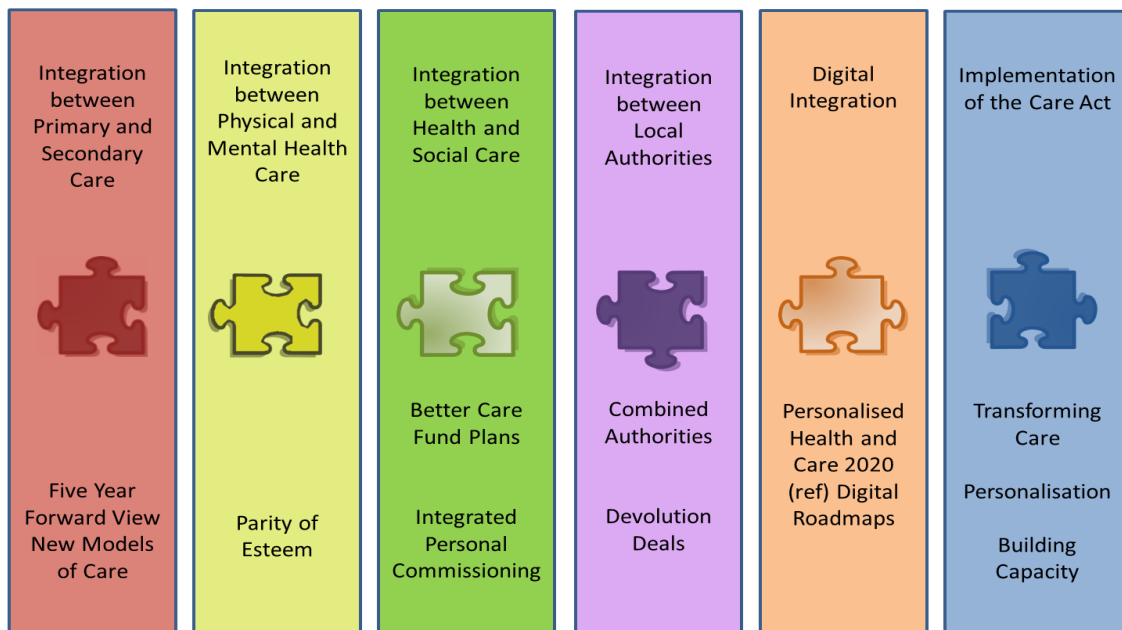 Integration
between
Primary and
Secondary
Care
Five Year
Forward View
New Models
of Care
Integration
between
Physical and
Mental Health
Care
Parity of
Esteem
Integration
between
Health and
Social Care
Better Care
Fund Plans
Integrated
Personal
Commissioning
Integration
between
Local
Authorities
Combined
Authorities
Devolution
Deals
Digital
Integration
Personalised
Health and
Care 2020
(ref) Digital
Roadmaps
Implementation
of the Care Act
Transforming
Care
Personalisation
Building
Capacity